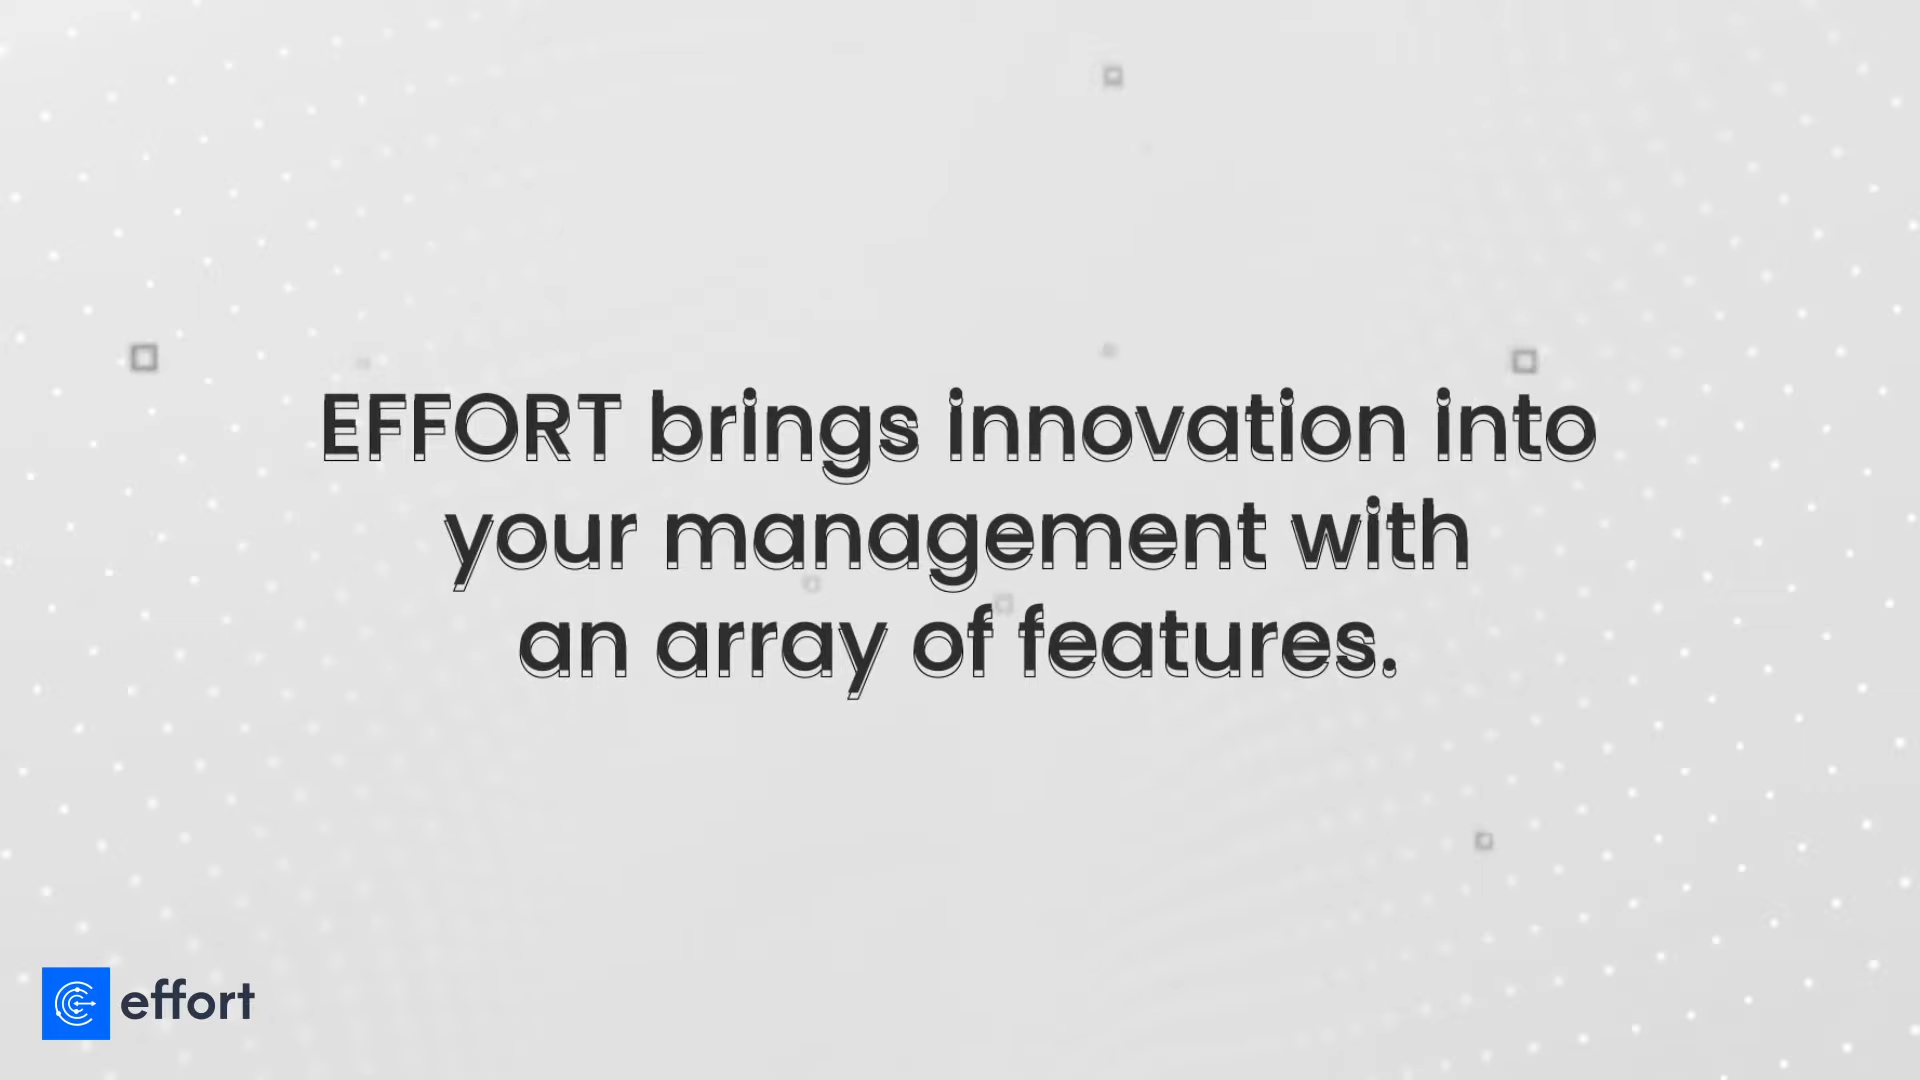 EFFORT brings innovation into
your management with
an array of features.
effort